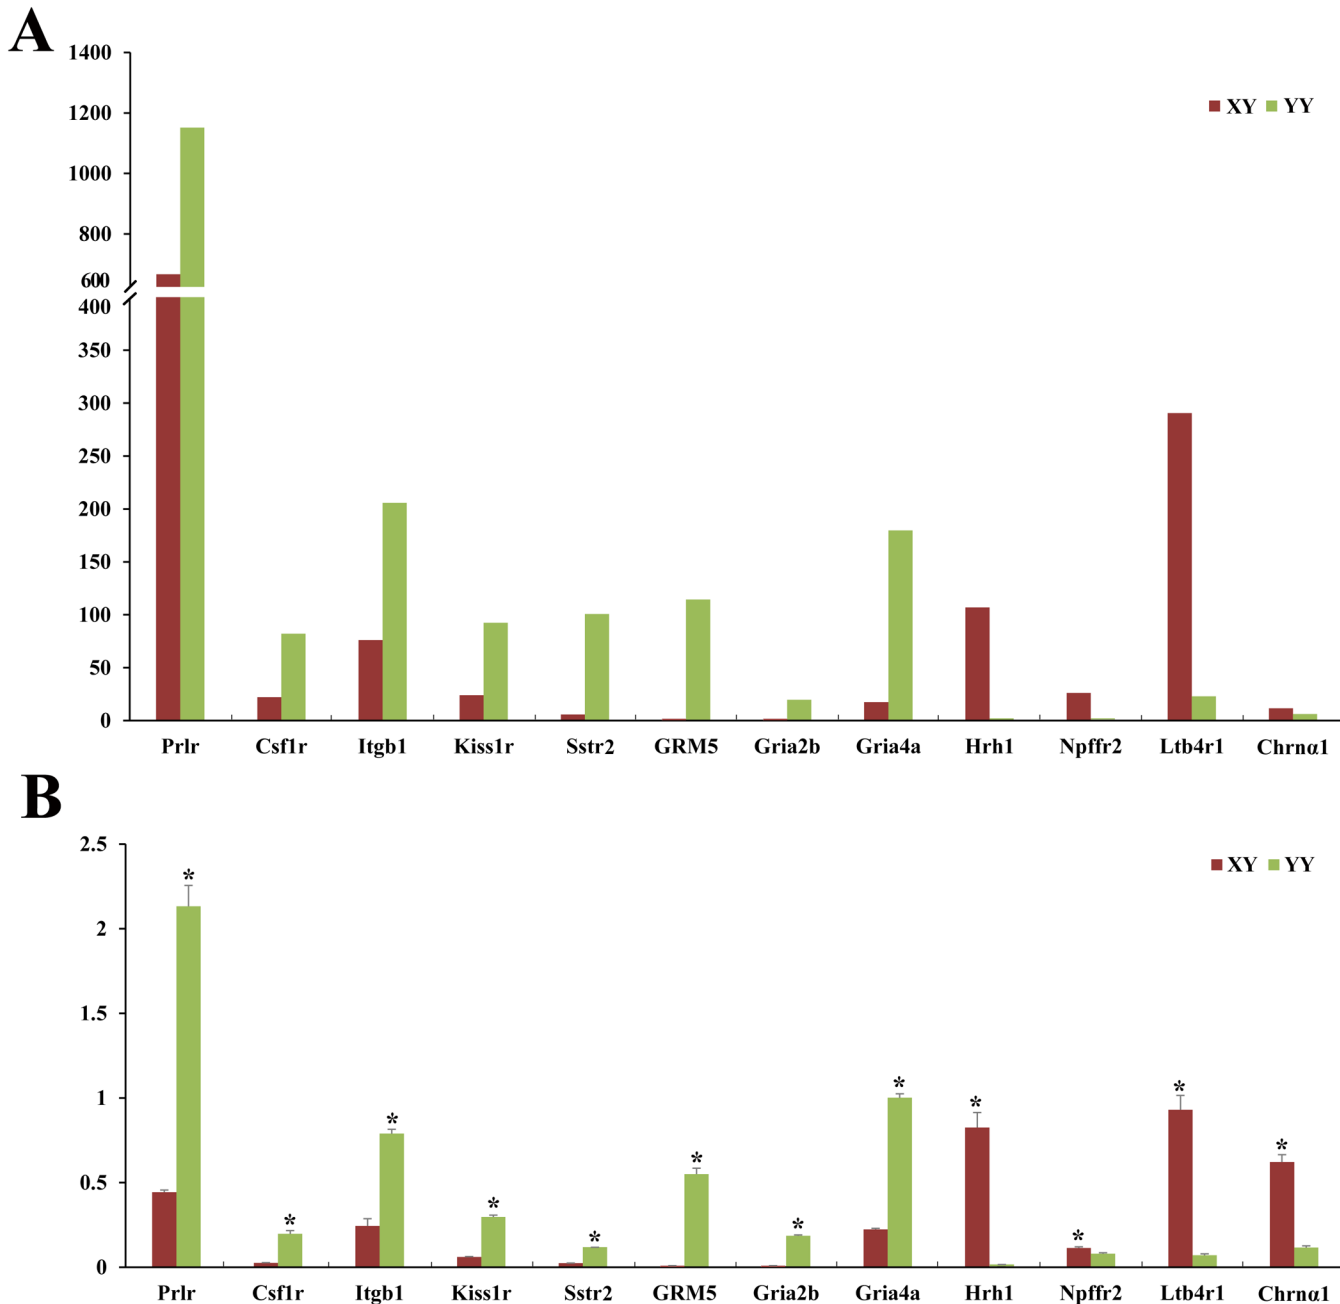 A
1400
1200
1000
800
600
400
350
300
250
200
150
100
50
0
XY YY
Prlr Csf1r Itgb1 Kiss1r Sstr2 GRM5 Gria2b Gria4a Hrh1 Npffr2 Ltb4r1 Chrnα1
B
2.5
2
1.5
1
0.5
0
XY YY
* * * * * * * * * * * *
Prlr Csf1r Itgb1 Kiss1r Sstr2 GRM5 Gria2b Gria4a Hrh1 Npffr2 Ltb4r1 Chrnα1